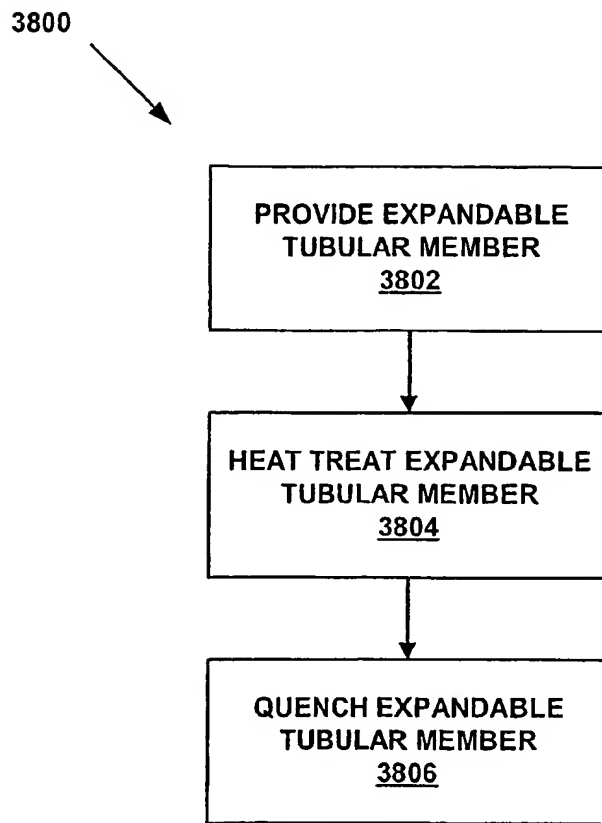 3800
PROVIDE EXPANDABLE
TUBULAR MEMBER
3802
HEAT TREAT EXPANDABLE
TUBULAR MEMBER
3804
QUENCH EXPANDABLE
TUBULAR MEMBER
3806